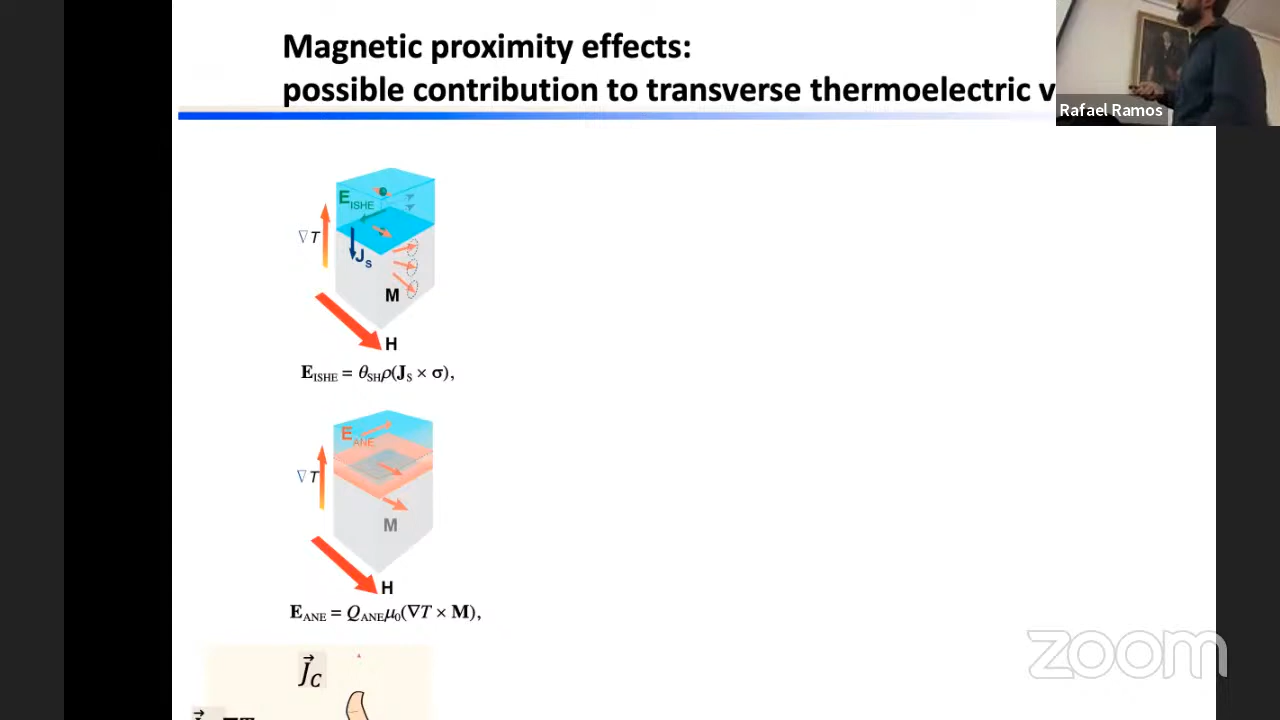 Magnetic proximity effects:
possible contribution to transverse thermoelectric v
Rafael Ramos
E_ISHE
∇T
J_S
M
H
E_ISHE = θ_SH ρ(J_S × σ),
E_ANE
∇T
M
H
E_ANE = Q_ANE μ_0(∇T × M),
J⃗_C
zoom